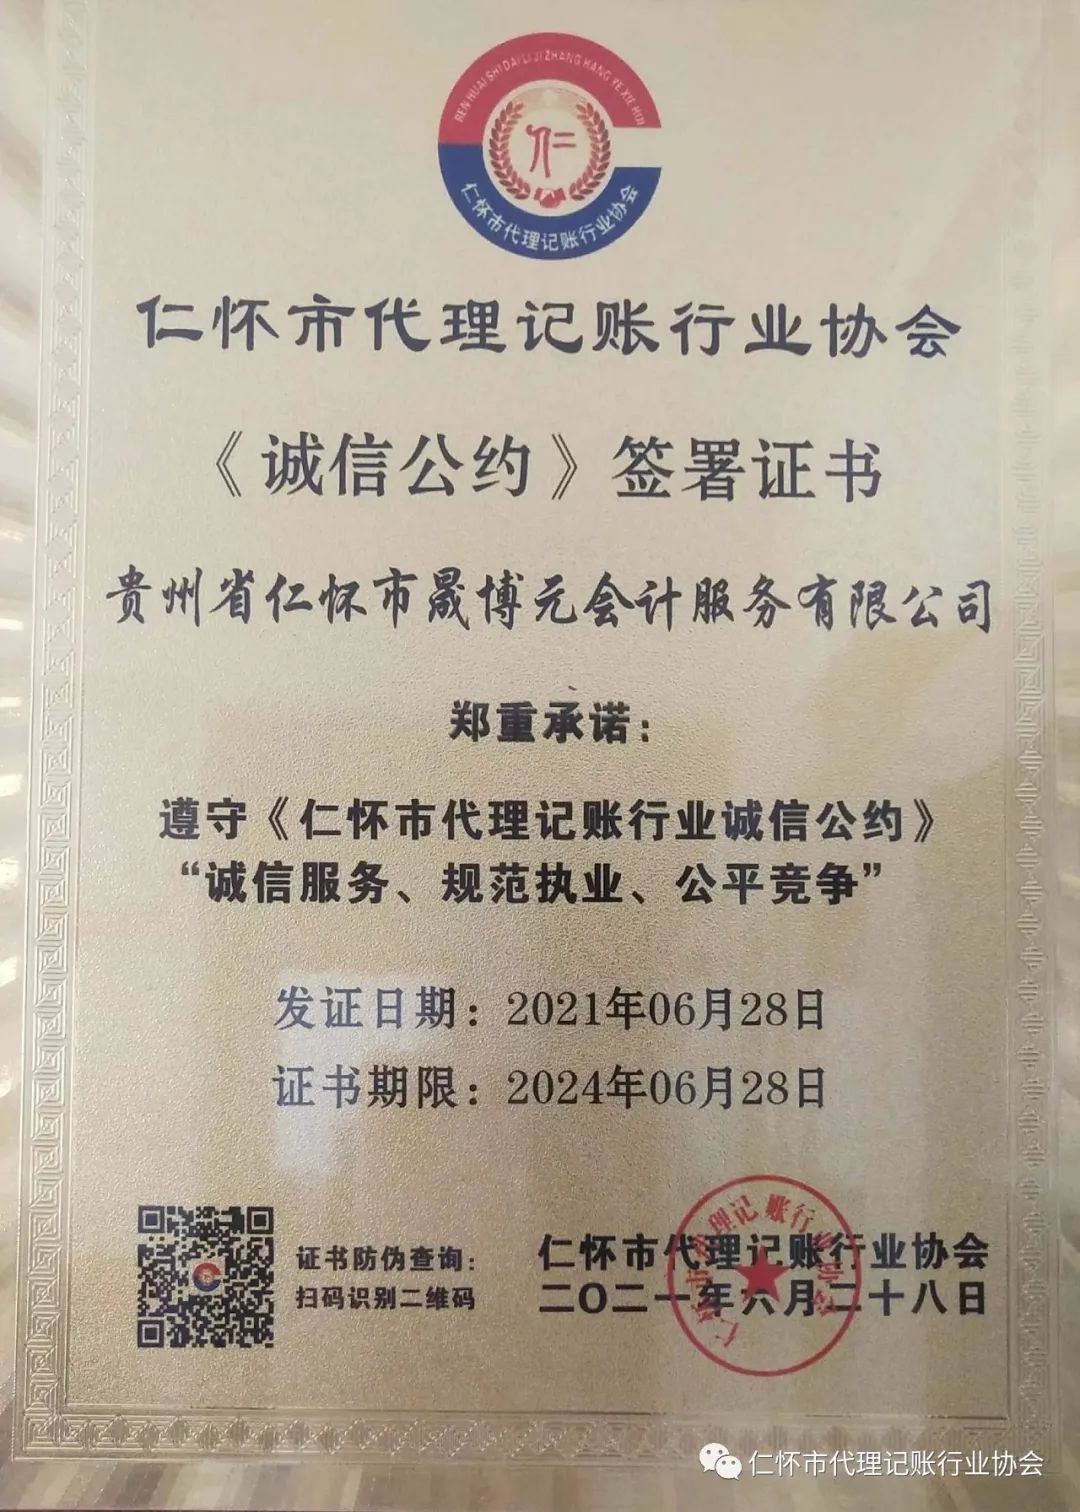 REN HUAI SHI DAI LI JI ZHANG HANG YE XIE HUI
仁
仁怀市代理记账行业协会
仁怀市代理记账行业协会
《诚信公约》签署证书
贵州省仁怀市晟博元会计服务有限公司
郑重承诺：
遵守《仁怀市代理记账行业诚信公约》
“诚信服务、规范执业、公平竞争”
发证日期：2021年06月28日
证书期限：2024年06月28日
证书防伪查询：
扫码识别二维码
仁怀市代理记账行业协会
二〇二一年六月二十八日
仁怀市代理记账行业协会